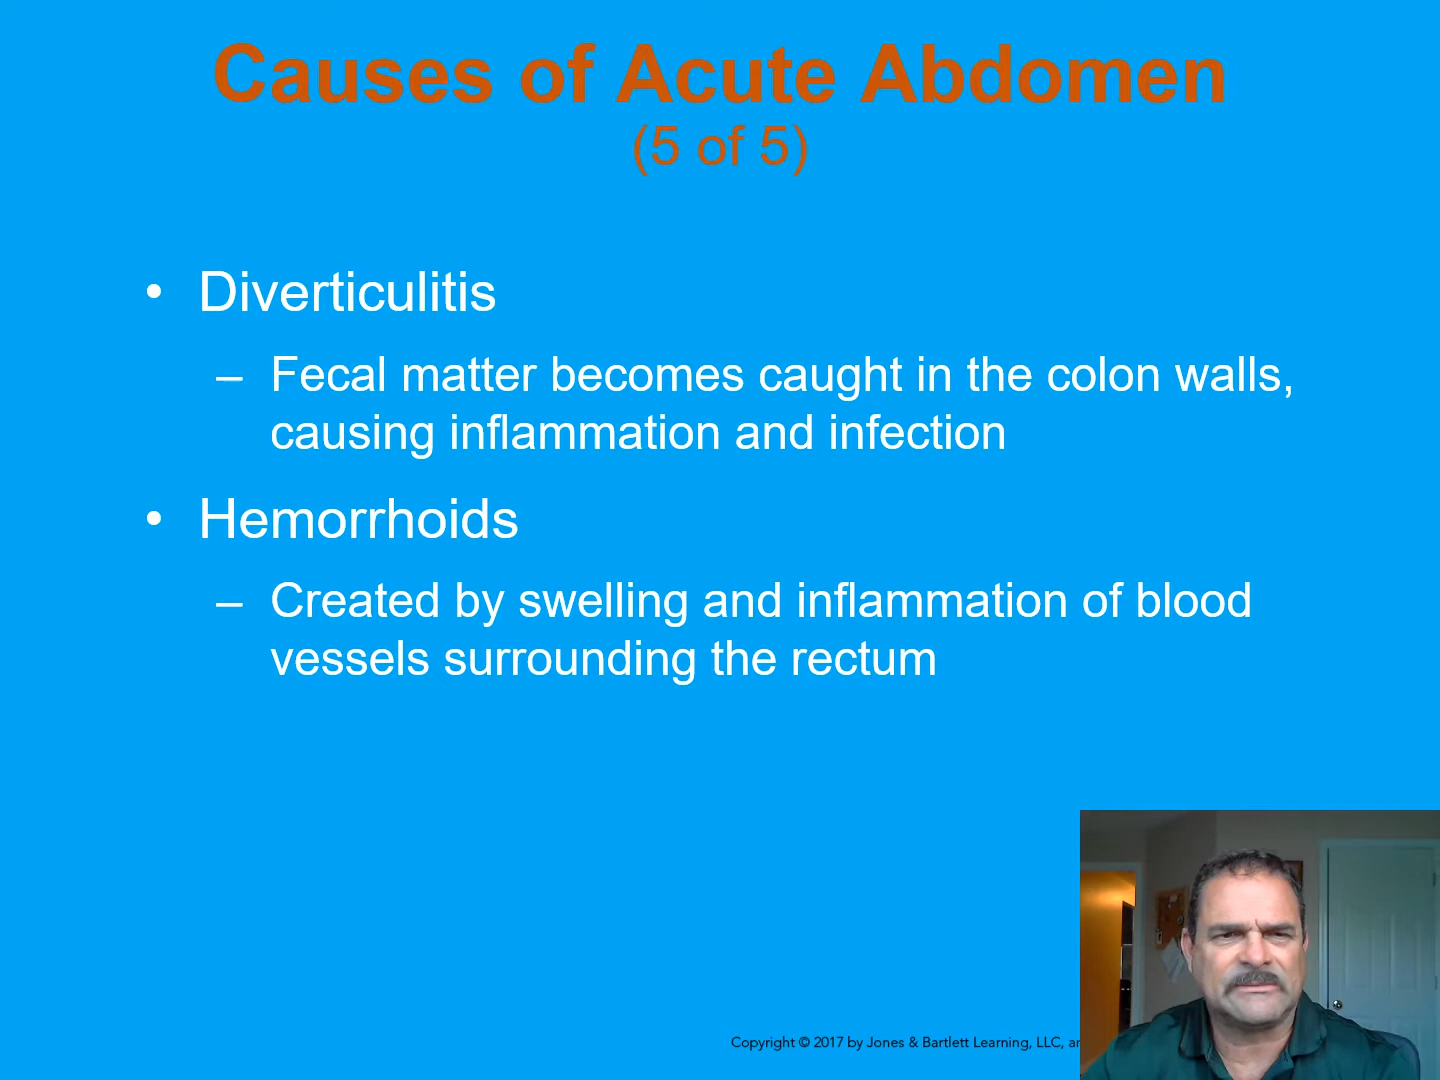 Causes of Acute Abdomen
(5 of 5)
• Diverticulitis
– Fecal matter becomes caught in the colon walls,
causing inflammation and infection
• Hemorrhoids
– Created by swelling and inflammation of blood
vessels surrounding the rectum
Copyright © 2017 by Jones & Bartlett Learning, LLC,